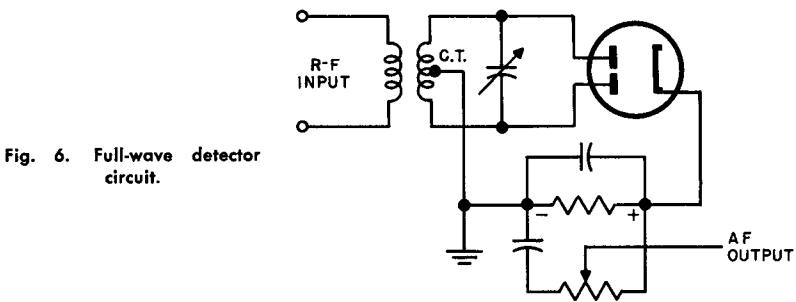 R-F
INPUT
C.T.
Fig. 6. Full-wave detector
circuit.
- +
AF
OUTPUT